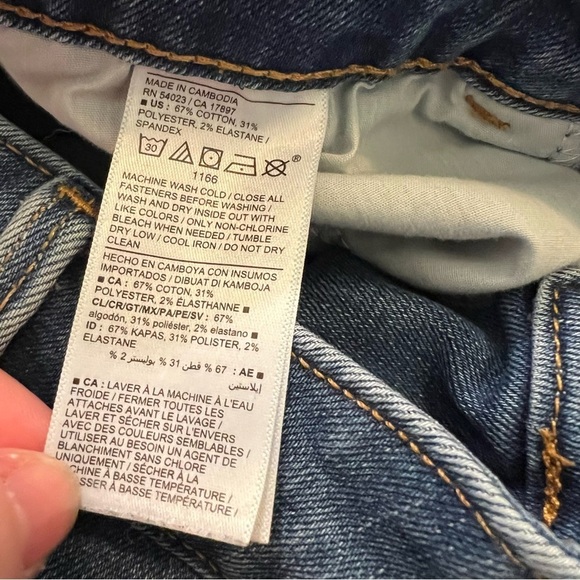 MADE IN CAMBODIA
RN 54023 / CA 17897
■ US : 67% COTTON, 31%
POLYESTER, 2% ELASTANE /
SPANDEX
30
®
1166
MACHINE WASH COLD / CLOSE ALL
FASTENERS BEFORE WASHING /
WASH AND DRY INSIDE OUT WITH
LIKE COLORS / ONLY NON-CHLORINE
BLEACH WHEN NEEDED / TUMBLE
DRY LOW / COOL IRON / DO NOT DRY
CLEAN
HECHO EN CAMBOYA CON INSUMOS
IMPORTADOS / DIBUAT DI KAMBOJA
■ CA : 67% COTON, 31%
POLYESTER, 2% ÉLASTHANNE ■
CL/CR/GT/MX/PA/PE/SV : 67%
algodón, 31% poliéster, 2% elastano ■
ID : 67% KAPAS, 31% POLISTER, 2%
ELASTANE
■ AE : 67 % قطن 31 % بوليستر 2 %
إيلاستين
■ CA : LAVER À LA MACHINE À L'EAU
FROIDE / FERMER TOUTES LES
ATTACHES AVANT LE LAVAGE /
LAVER ET SÉCHER SUR L'ENVERS
AVEC DES COULEURS SEMBLABLES /
UTILISER AU BESOIN UN AGENT DE
BLANCHIMENT SANS CHLORE
UNIQUEMENT / SÉCHER À LA
À BASSE TEMPÉRATURE /
À BASSE TEMPÉRATURE /